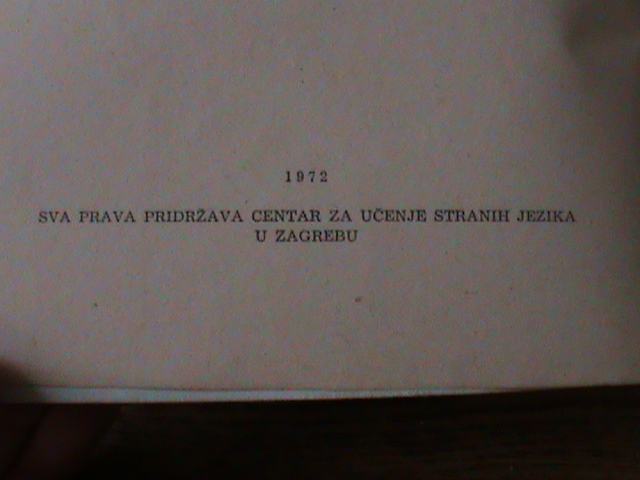 1972
SVA PRAVA PRIDRŽAVA CENTAR ZA UČENJE STRANIH JEZIKA
U ZAGREBU